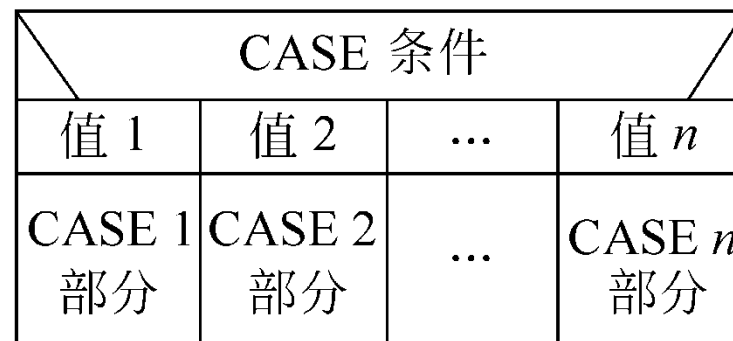 CASE 条件
值 1 值 2 ... 值 n
CASE 1 CASE 2 ... CASE n
部分 部分 部分